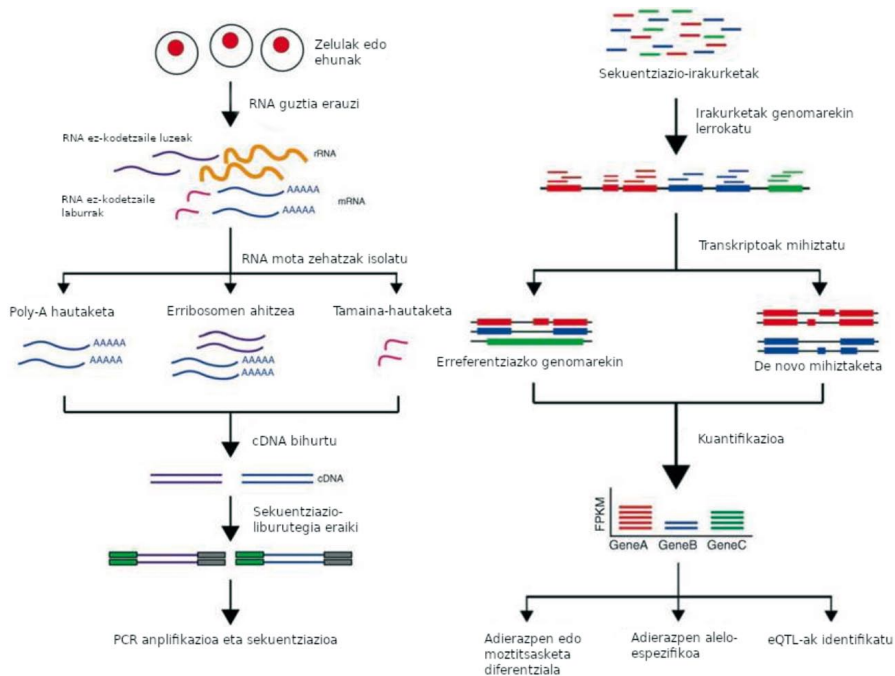 Zelulak edo
ehunak
RNA guztia erauzi
RNA ez-kodetzaile luzeak
rRNA
RNA ez-kodetzaile
laburrak
AAAAA
AAAAA
mRNA
RNA mota zehatzak isolatu
Poly-A hautaketa
Erribosomen ahitzea
Tamaina-hautaketa
AAAAA
AAAAA
AAAAA
AAAAA
cDNA bihurtu
cDNA
Sekuentziazio-
liburutegia eraiki
PCR anplifikazioa eta sekuentziazioa
Sekuentziazio-irakurketak
Irakurketak genomarekin
lerrokatu
Transkriptoak mihiztatu
Erreferentziazko genomarekin
De novo mihiztaketa
Kuantifikazioa
FPKM
GeneA GeneB GeneC
Adierazpen edo
moztitsasketa
diferentziala
Adierazpen alelo-
espezifikoa
eQTL-ak identifikatu